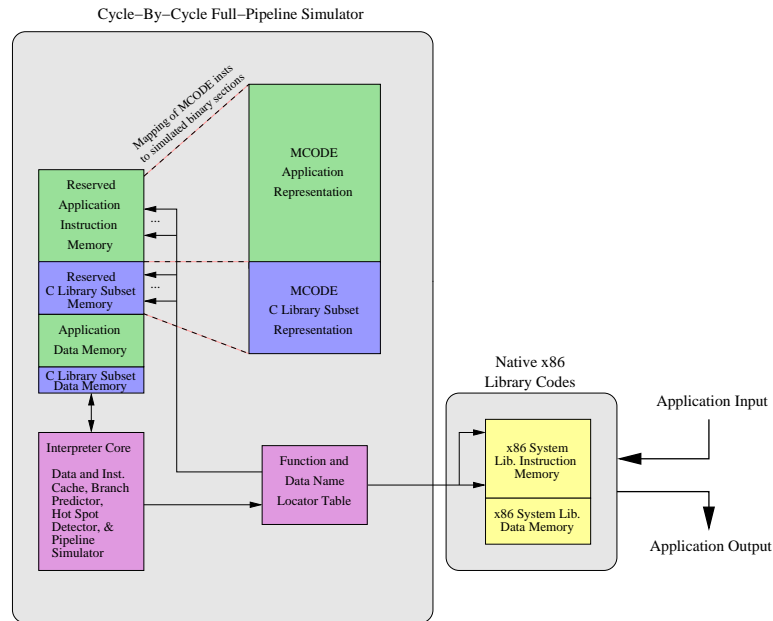 Cycle−By−Cycle Full−Pipeline Simulator
Mapping of MCODE insts
to simulated binary sections
MCODE
Application
Representation
Reserved
Application
Instruction
Memory
...
Reserved
C Library Subset
Memory
...
MCODE
C Library Subset
Representation
Application
Data Memory
C Library Subset
Data Memory
Interpreter Core
Data and Inst.
Cache, Branch
Predictor,
Hot Spot
Detector, &
Pipeline
Simulator
Function and
Data Name
Locator Table
Native x86
Library Codes
x86 System
Lib. Instruction
Memory
x86 System Lib.
Data Memory
Application Input
Application Output